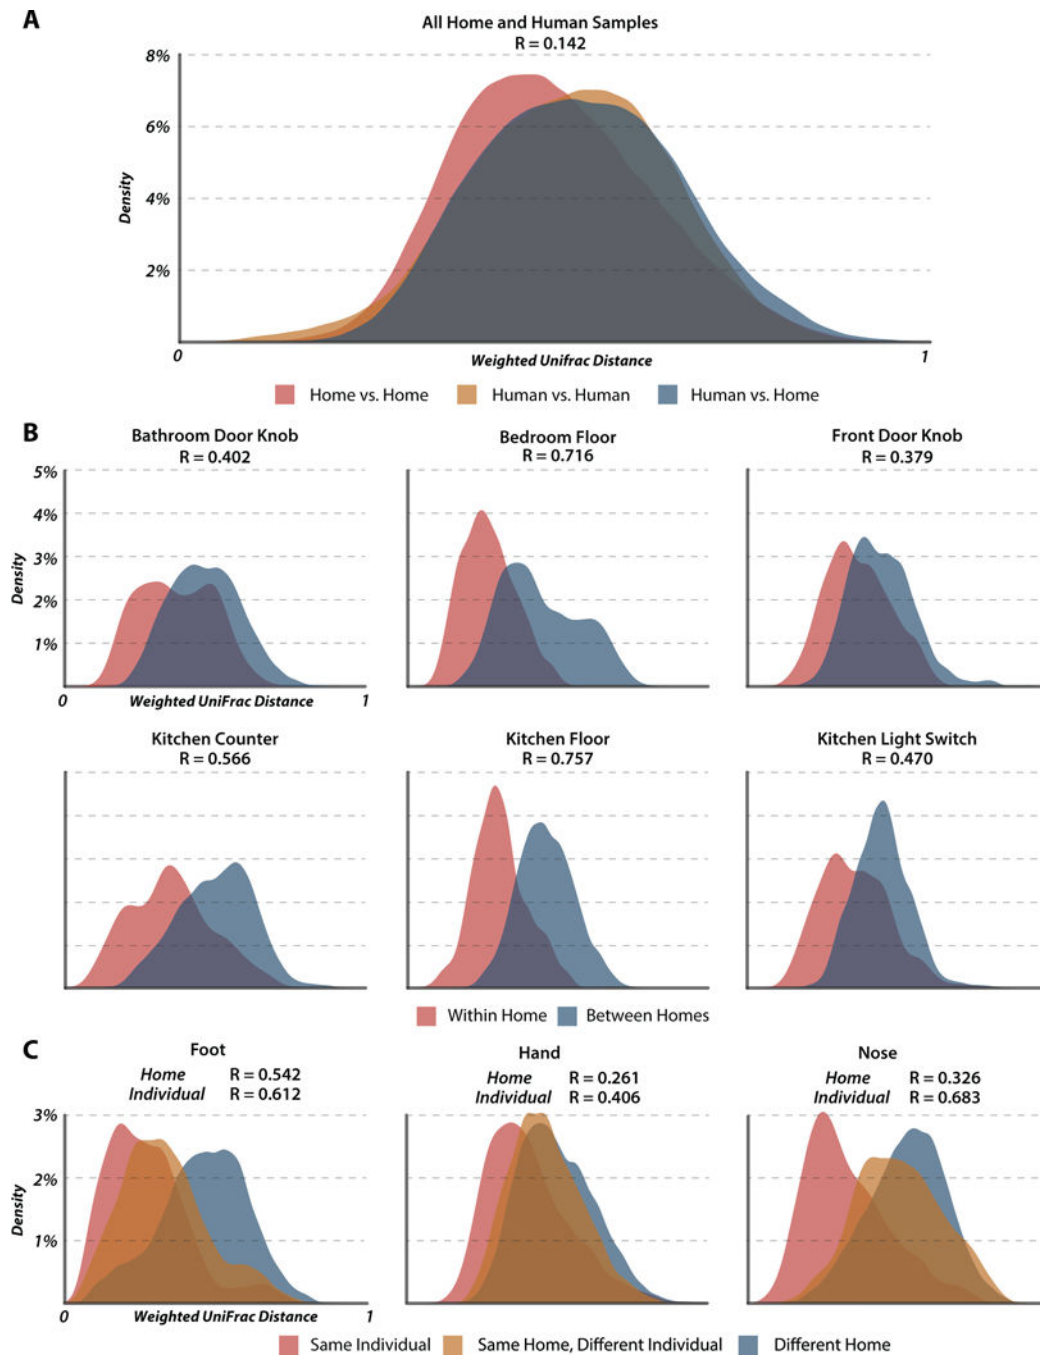 A
All Home and Human Samples
R = 0.142
8%
6%
4%
2%
Density
0
Weighted Unifrac Distance
1
Home vs. Home
Human vs. Human
Human vs. Home
B
Bathroom Door Knob
R = 0.402
Bedroom Floor
R = 0.716
Front Door Knob
R = 0.379
5%
4%
3%
2%
1%
Density
0
Weighted UniFrac Distance
1
Kitchen Counter
R = 0.566
Kitchen Floor
R = 0.757
Kitchen Light Switch
R = 0.470
Within Home
Between Homes
C
Foot
Home R = 0.542
Individual R = 0.612
Hand
Home R = 0.261
Individual R = 0.406
Nose
Home R = 0.326
Individual R = 0.683
3%
2%
1%
Density
0
Weighted UniFrac Distance
1
Same Individual
Same Home, Different Individual
Different Home